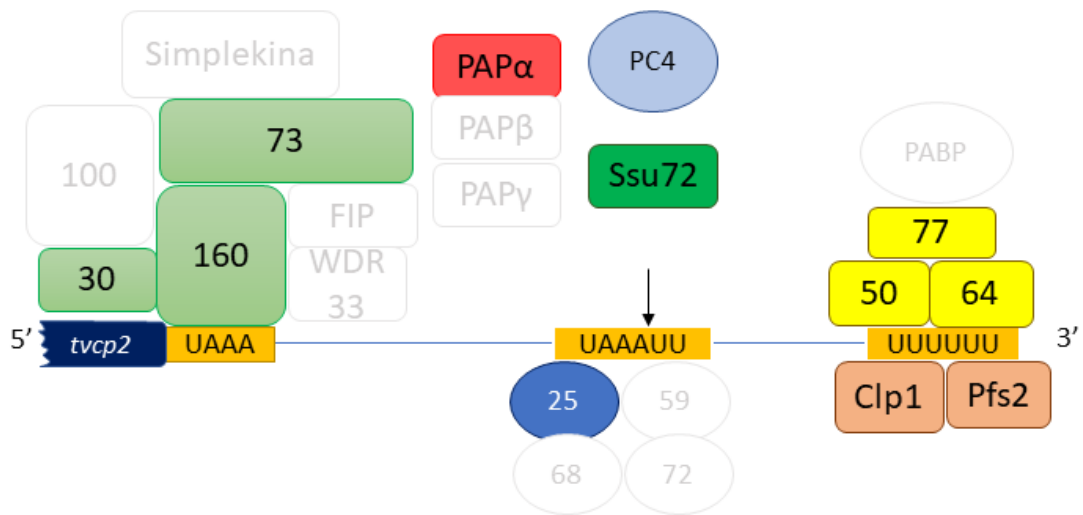 Simplekina
PAPα
PC4
100
73
PAPβ
PABP
PAPγ
Ssu72
FIP
160
77
30
WDR
33
50
64
5’
tvcp2
UAAA
UAAAUU
UUUUUU
3’
25
59
Clp1
Pfs2
68
72